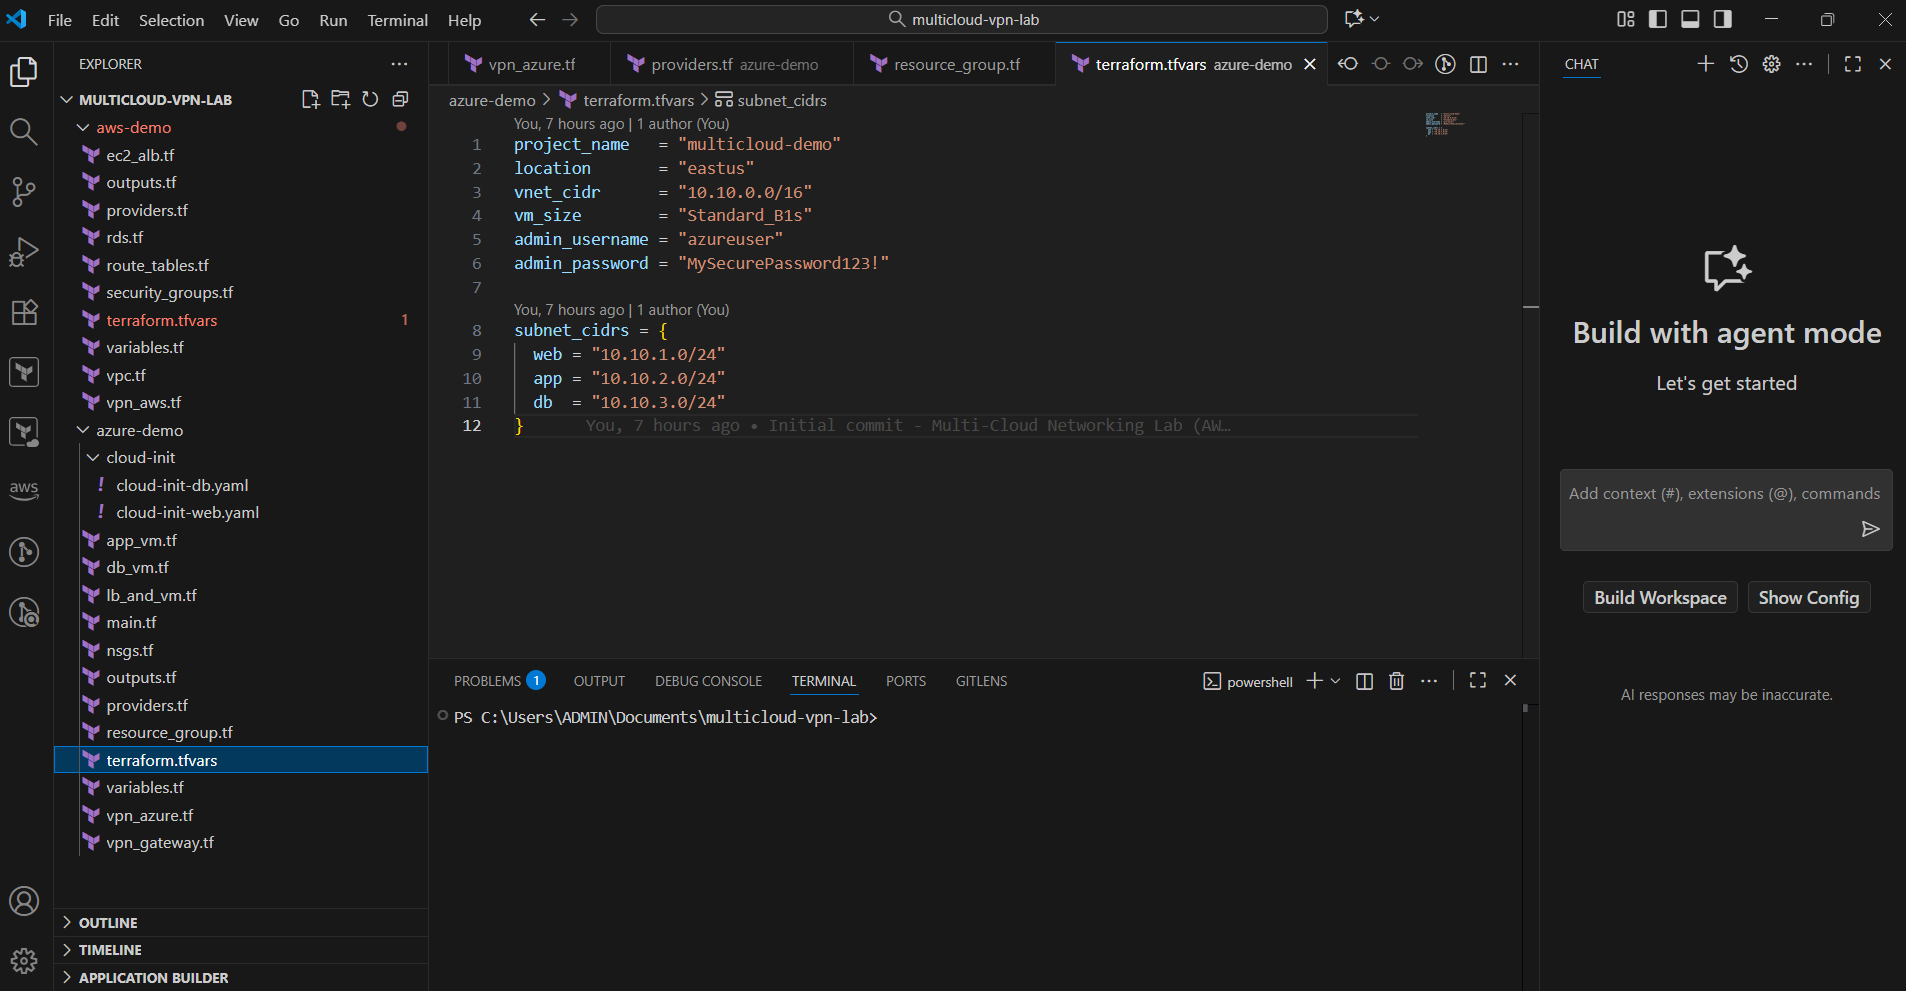 File Edit Selection View Go Run Terminal Help
multicloud-vpn-lab
EXPLORER
MULTICLOUD-VPN-LAB
aws-demo
ec2_alb.tf
outputs.tf
providers.tf
rds.tf
route_tables.tf
security_groups.tf
terraform.tfvars 1
variables.tf
vpc.tf
vpn_aws.tf
azure-demo
cloud-init
! cloud-init-db.yaml
! cloud-init-web.yaml
app_vm.tf
db_vm.tf
lb_and_vm.tf
main.tf
nsgs.tf
outputs.tf
providers.tf
resource_group.tf
terraform.tfvars
variables.tf
vpn_azure.tf
vpn_gateway.tf
OUTLINE
TIMELINE
APPLICATION BUILDER
aws
vpn_azure.tf
providers.tf azure-demo
resource_group.tf
terraform.tfvars azure-demo
azure-demo > terraform.tfvars > subnet_cidrs
You, 7 hours ago | 1 author (You)
1 project_name   = "multicloud-demo"
2 location       = "eastus"
3 vnet_cidr      = "10.10.0.0/16"
4 vm_size        = "Standard_B1s"
5 admin_username = "azureuser"
6 admin_password = "MySecurePassword123!"
7
You, 7 hours ago | 1 author (You)
8 subnet_cidrs = {
9   web = "10.10.1.0/24"
10   app = "10.10.2.0/24"
11   db  = "10.10.3.0/24"
12 } You, 7 hours ago • Initial commit - Multi-Cloud Networking Lab (AW…
PROBLEMS 1 OUTPUT DEBUG CONSOLE TERMINAL PORTS GITLENS
powershell
PS C:\Users\ADMIN\Documents\multicloud-vpn-lab>
CHAT
Build with agent mode
Let's get started
Add context (#), extensions (@), commands
Build Workspace Show Config
AI responses may be inaccurate.